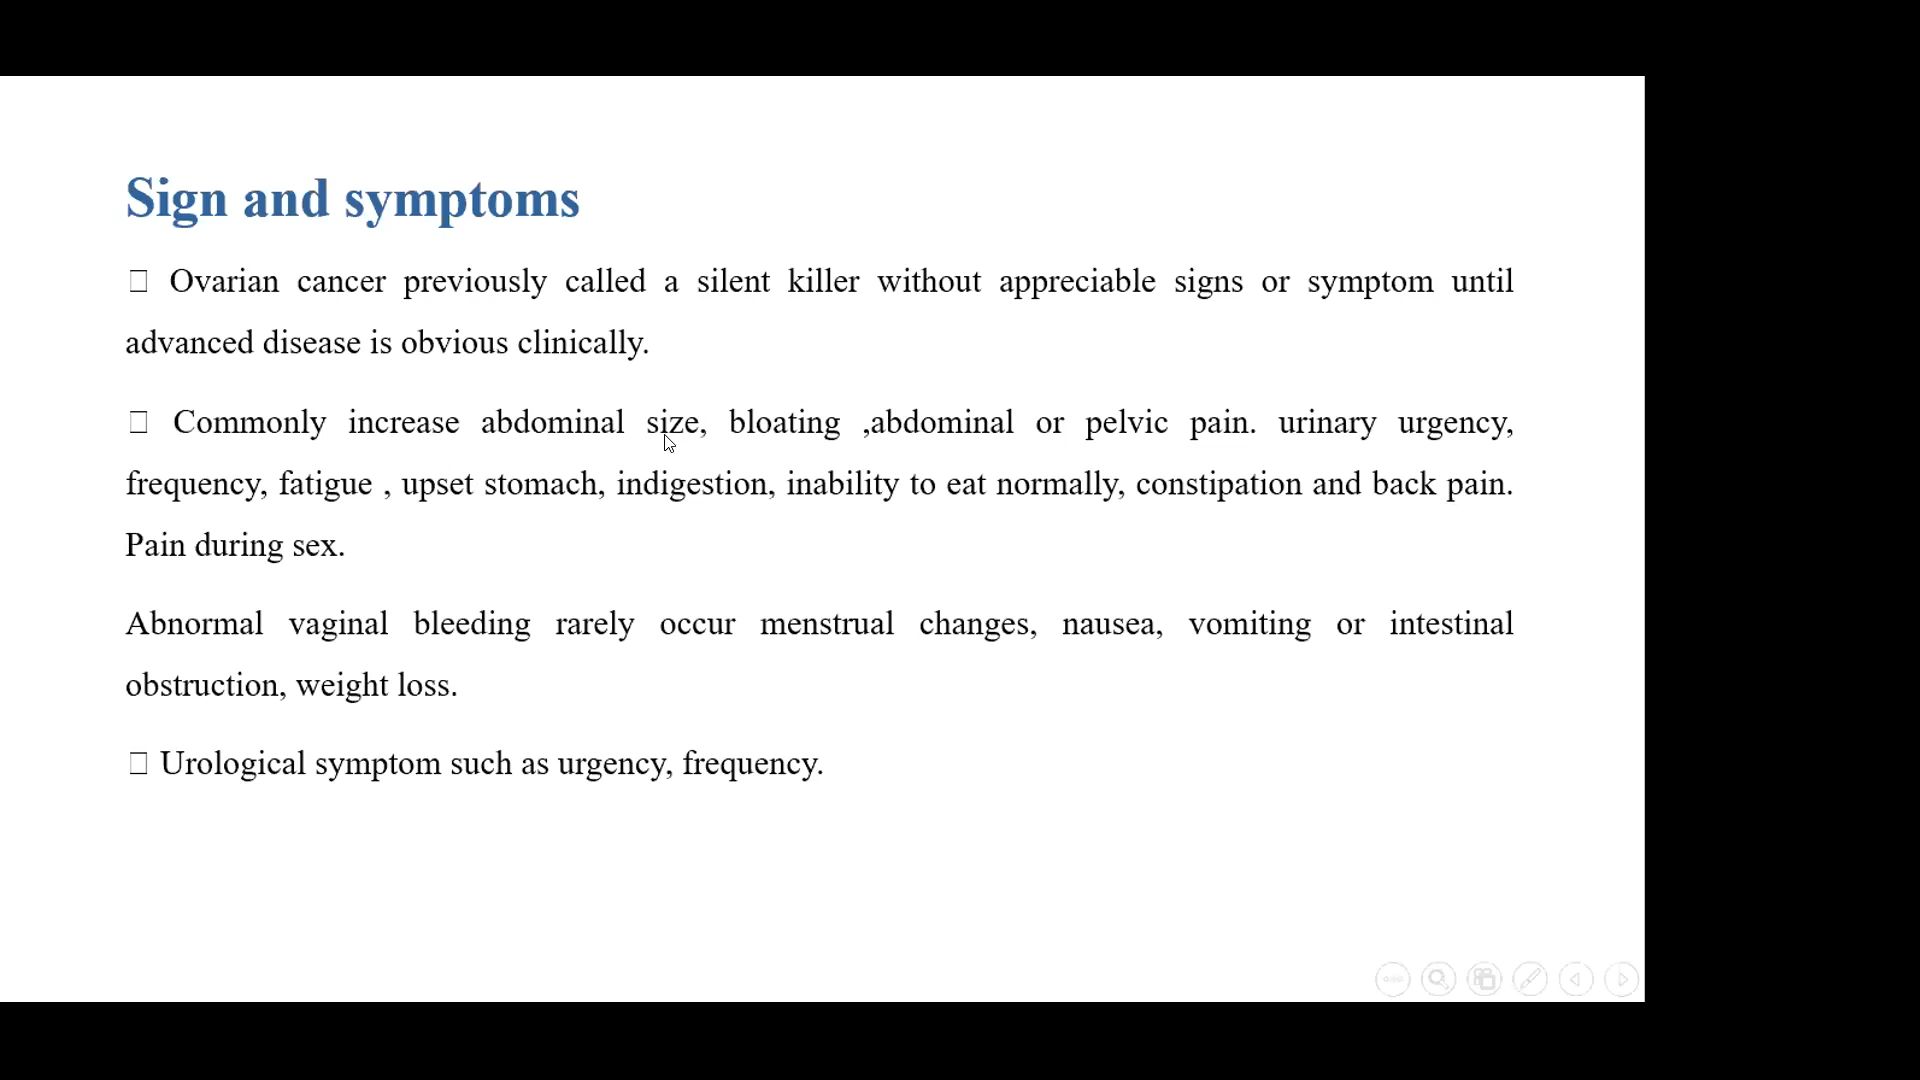 Sign and symptoms
□ Ovarian cancer previously called a silent killer without appreciable signs or symptom until
advanced disease is obvious clinically.
□ Commonly increase abdominal size, bloating ,abdominal or pelvic pain. urinary urgency,
frequency, fatigue , upset stomach, indigestion, inability to eat normally, constipation and back pain.
Pain during sex.
Abnormal vaginal bleeding rarely occur menstrual changes, nausea, vomiting or intestinal
obstruction, weight loss.
□ Urological symptom such as urgency, frequency.